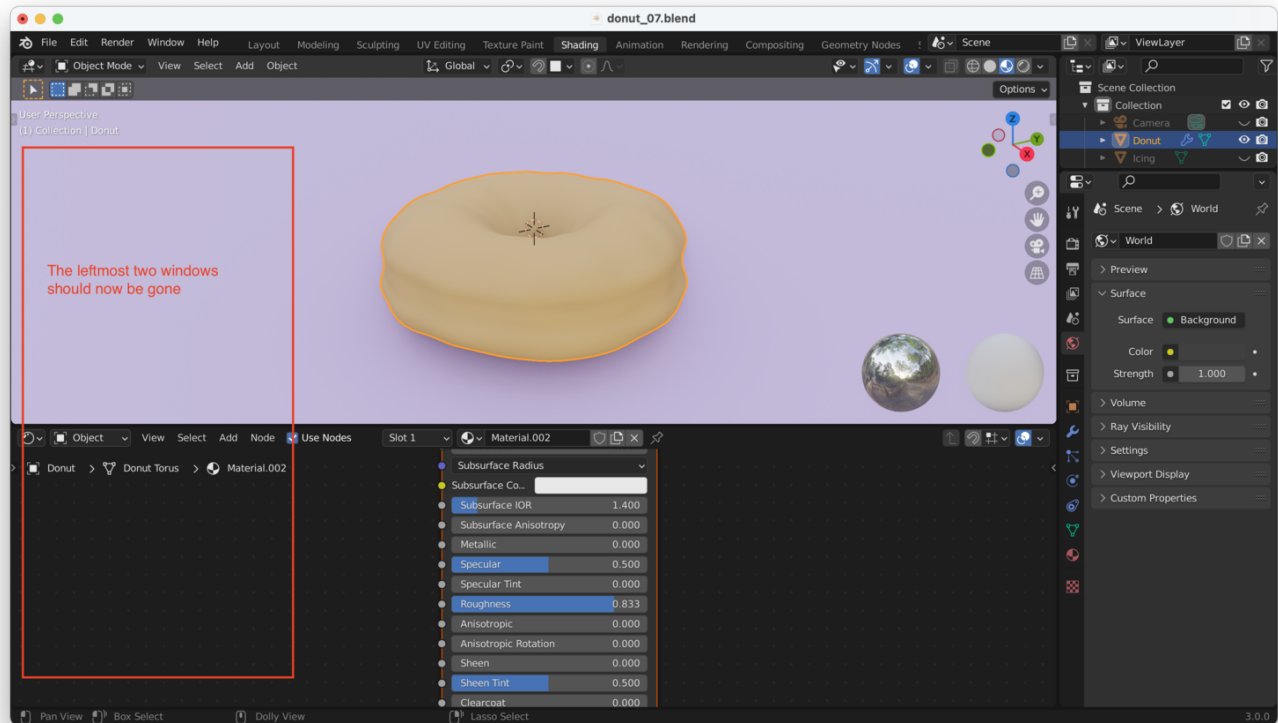 donut_07.blend
File Edit Render Window Help Layout Modeling Sculpting UV Editing Texture Paint Shading Animation Rendering Compositing Geometry Nodes Scene ViewLayer
Object Mode View Select Add Object Global
Options
User Perspective
(1) Collection | Donut
Z
Y
X
The leftmost two windows
should now be gone
Scene Collection
Collection
Camera
Donut
Icing
Scene > World
World
Preview
Surface
Surface Background
Color
Strength 1.000
Volume
Ray Visibility
Settings
Viewport Display
Custom Properties
Object View Select Add Node Use Nodes Slot 1 Material.002
Donut > Donut Torus > Material.002
Subsurface Radius
Subsurface Co...
Subsurface IOR 1.400
Subsurface Anisotropy 0.000
Metallic 0.000
Specular 0.500
Specular Tint 0.000
Roughness 0.833
Anisotropic 0.000
Anisotropic Rotation 0.000
Sheen 0.000
Sheen Tint 0.500
Clearcoat 0.000
Pan View Box Select Dolly View Lasso Select 3.0.0